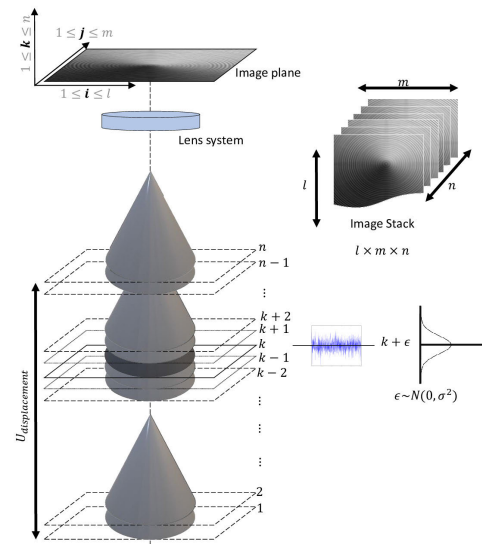 1 ≤ k ≤ n
1 ≤ j ≤ m
1 ≤ i ≤ l
Image plane
Lens system
m
l
n
Image Stack
l × m × n
n
n − 1
⋮
k + 2
k + 1
k
k − 1
k − 2
⋮
⋮
⋮
2
1
U_displacement
k + ϵ
ϵ~N(0, σ²)